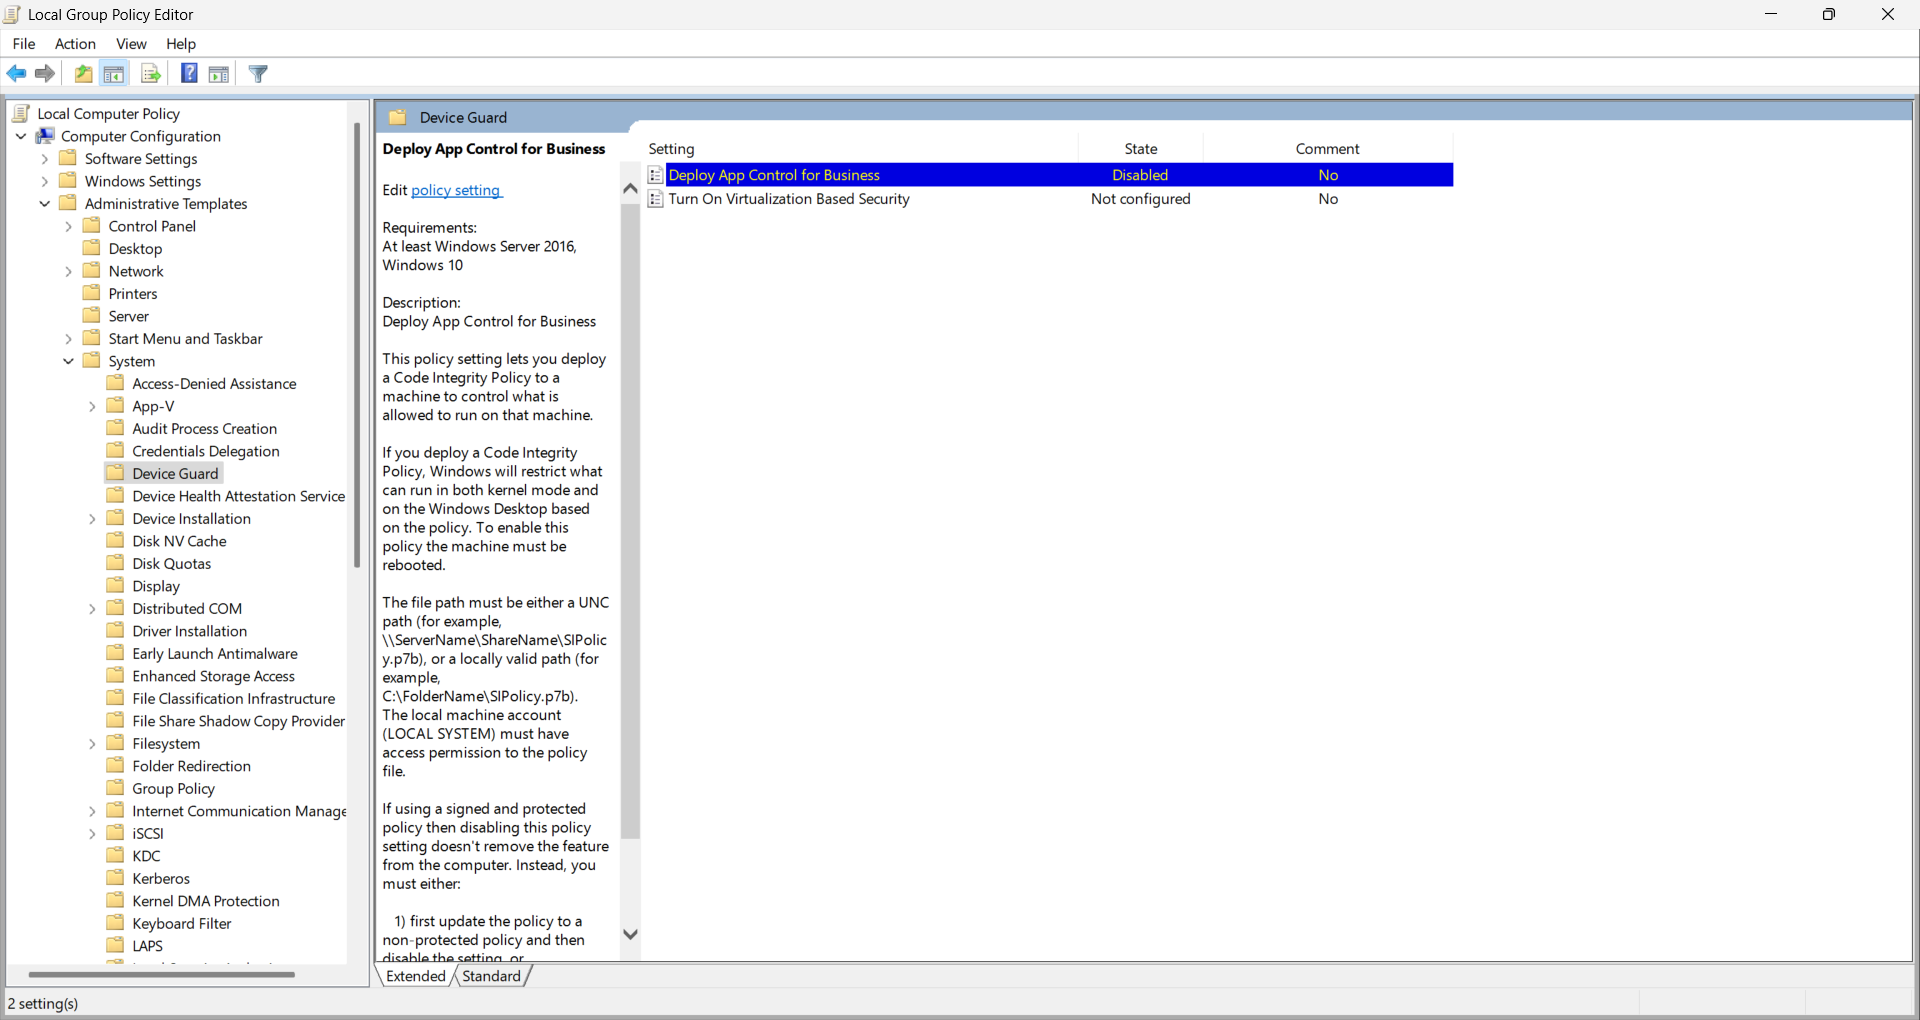 Local Group Policy Editor
File Action View Help
Local Computer Policy
Computer Configuration
Software Settings
Windows Settings
Administrative Templates
Control Panel
Desktop
Network
Printers
Server
Start Menu and Taskbar
System
Access-Denied Assistance
App-V
Audit Process Creation
Credentials Delegation
Device Guard
Device Health Attestation Service
Device Installation
Disk NV Cache
Disk Quotas
Display
Distributed COM
Driver Installation
Early Launch Antimalware
Enhanced Storage Access
File Classification Infrastructure
File Share Shadow Copy Provider
Filesystem
Folder Redirection
Group Policy
Internet Communication Manage
iSCSI
KDC
Kerberos
Kernel DMA Protection
Keyboard Filter
LAPS
Device Guard
Deploy App Control for Business
Edit policy setting
Requirements:
At least Windows Server 2016,
Windows 10
Description:
Deploy App Control for Business
This policy setting lets you deploy
a Code Integrity Policy to a
machine to control what is
allowed to run on that machine.
If you deploy a Code Integrity
Policy, Windows will restrict what
can run in both kernel mode and
on the Windows Desktop based
on the policy. To enable this
policy the machine must be
rebooted.
The file path must be either a UNC
path (for example,
\\ServerName\ShareName\SIPolic
y.p7b), or a locally valid path (for
example,
C:\FolderName\SIPolicy.p7b).
The local machine account
(LOCAL SYSTEM) must have
access permission to the policy
file.
If using a signed and protected
policy then disabling this policy
setting doesn't remove the feature
from the computer. Instead, you
must either:
1) first update the policy to a
non-protected policy and then
disable the setting, or
Setting State Comment
Deploy App Control for Business Disabled No
Turn On Virtualization Based Security Not configured No
Extended Standard
2 setting(s)